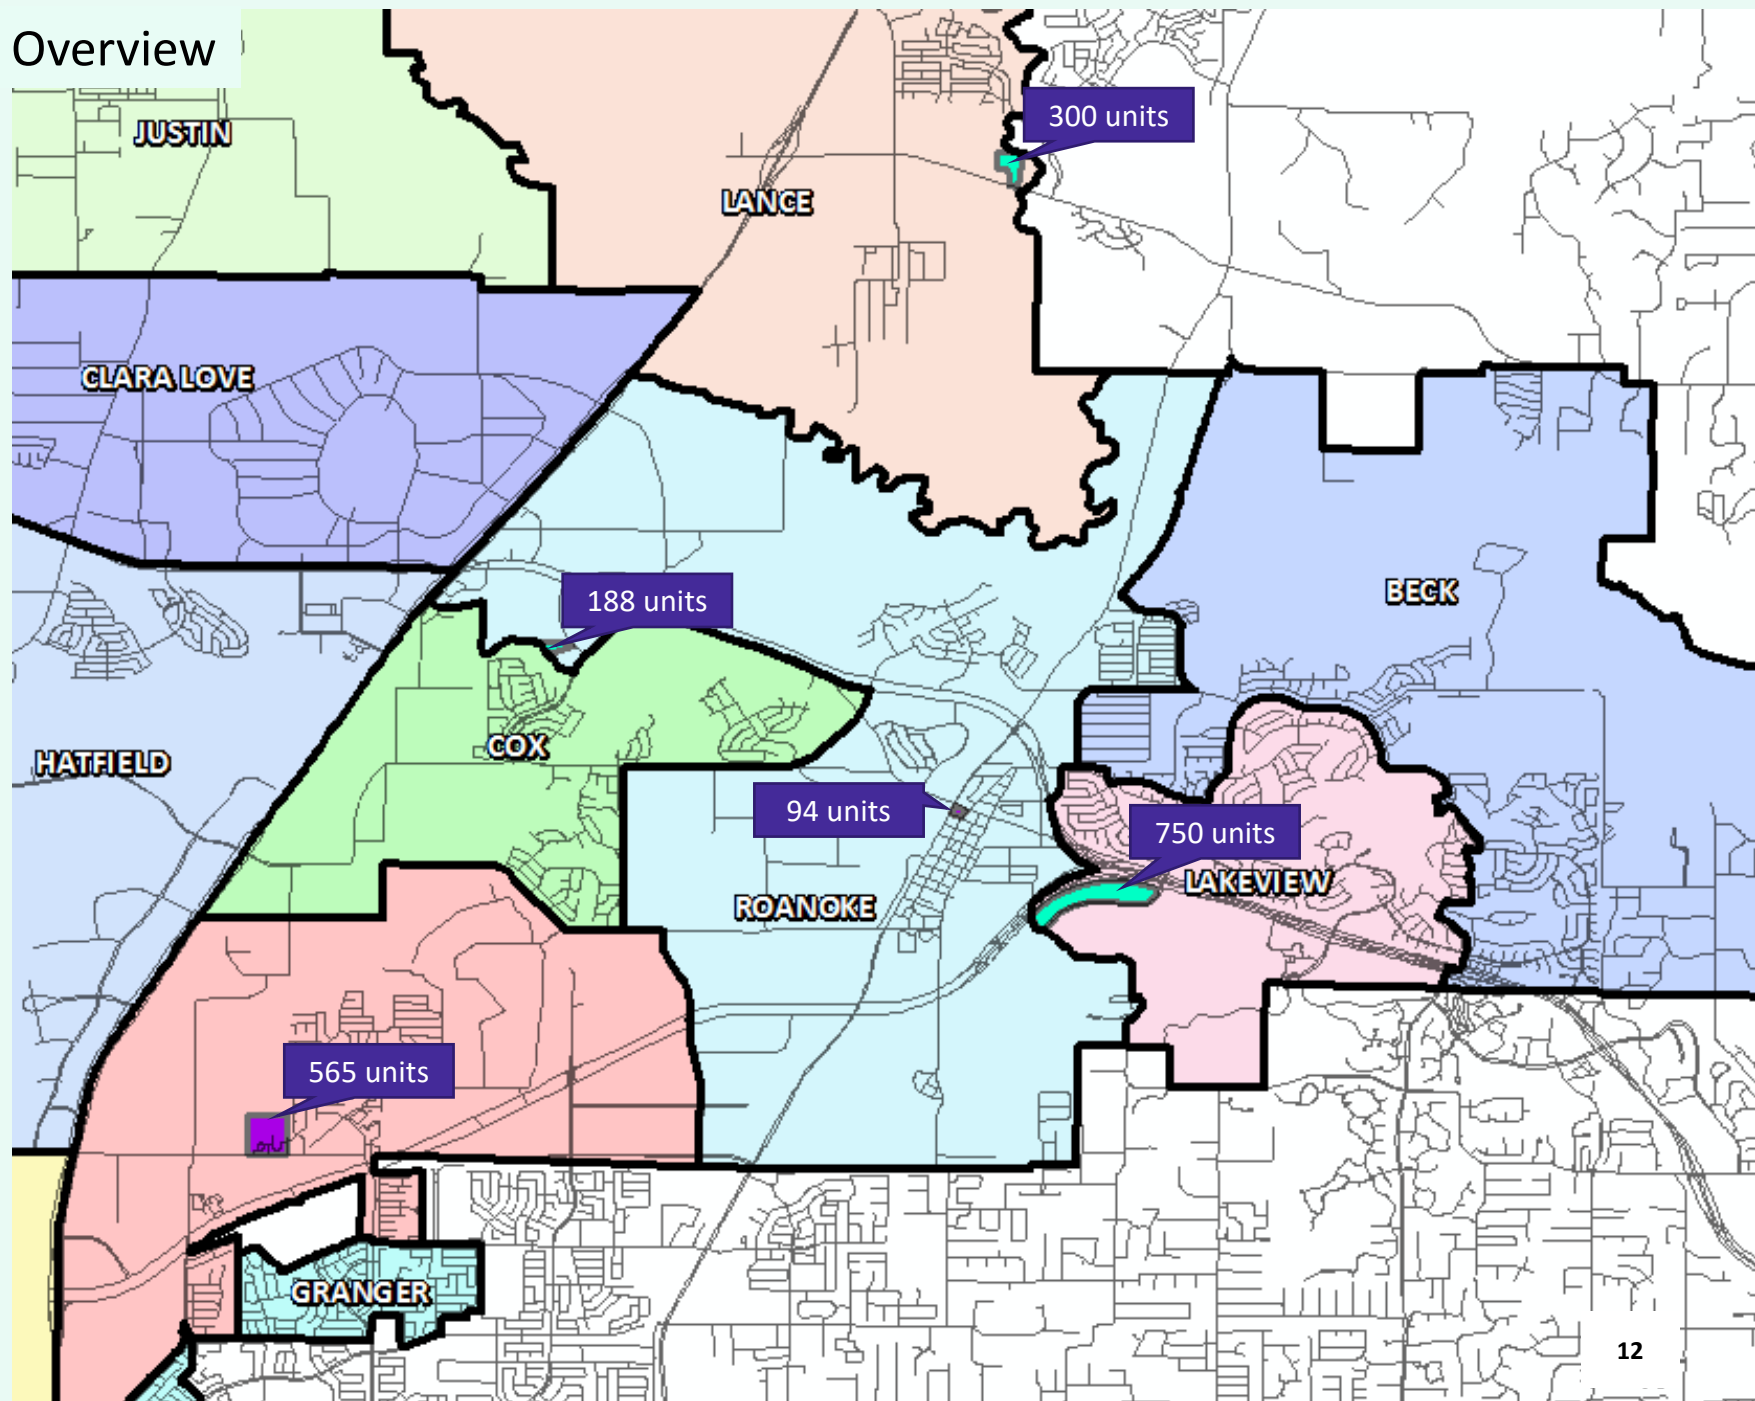 Overview
300 units
JUSTIN
LANCE
CLARA LOVE
188 units
BECK
COX
HATFIELD
94 units
750 units
LAKEVIEW
ROANOKE
565 units
GRANGER
12